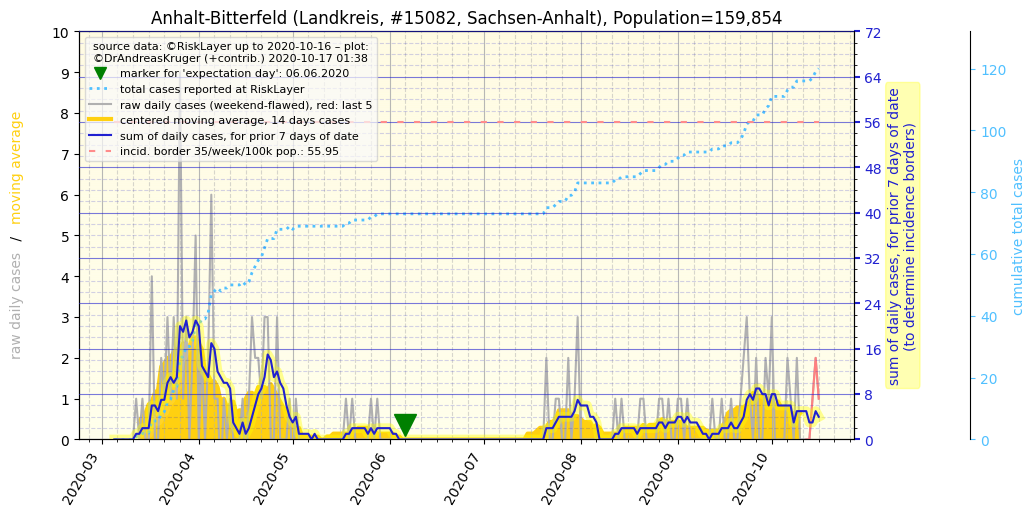 Anhalt-Bitterfeld (Landkreis, #15082, Sachsen-Anhalt), Population=159,854
source data: ©RiskLayer up to 2020-10-16 – plot:
©DrAndreasKruger (+contrib.) 2020-10-17 01:38
marker for 'expectation day': 06.06.2020
total cases reported at RiskLayer
raw daily cases (weekend-flawed), red: last 5
centered moving average, 14 days cases
sum of daily cases, for prior 7 days of date
incid. border 35/week/100k pop.: 55.95
raw daily cases / moving average
10
9
8
7
6
5
4
3
2
1
0
2020-03
2020-04
2020-05
2020-06
2020-07
2020-08
2020-09
2020-10
72
64
56
48
40
32
24
16
8
0
sum of daily cases, for prior 7 days of date
(to determine incidence borders)
120
100
80
60
40
20
0
cumulative total cases